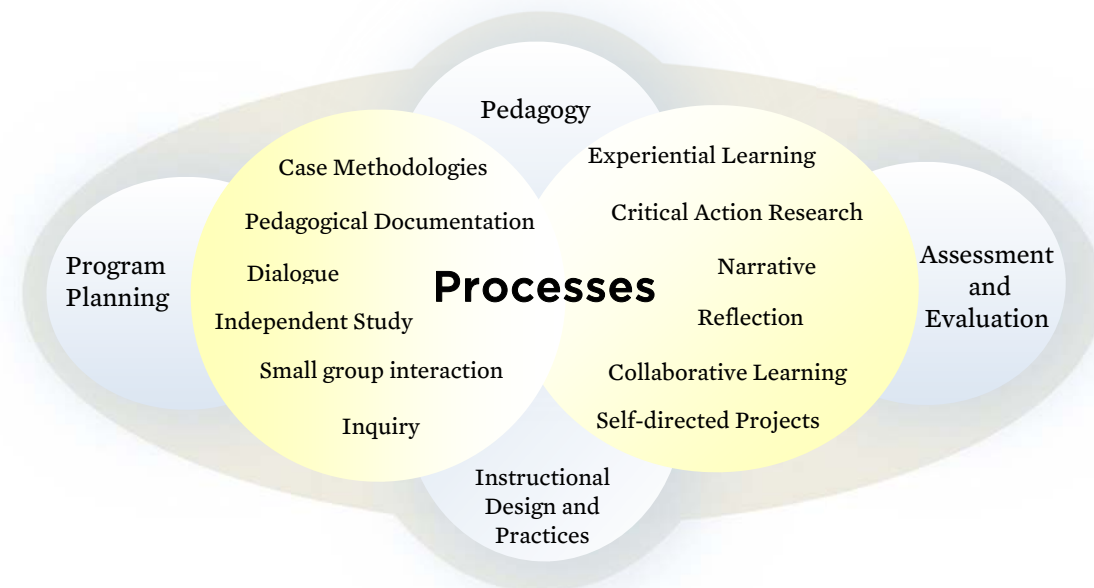 Pedagogy
Case Methodologies
Experiential Learning
Pedagogical Documentation
Critical Action Research
Program
Planning
Dialogue
Processes
Narrative
Assessment
and
Evaluation
Independent Study
Reflection
Small group interaction
Collaborative Learning
Inquiry
Self-directed Projects
Instructional
Design and
Practices